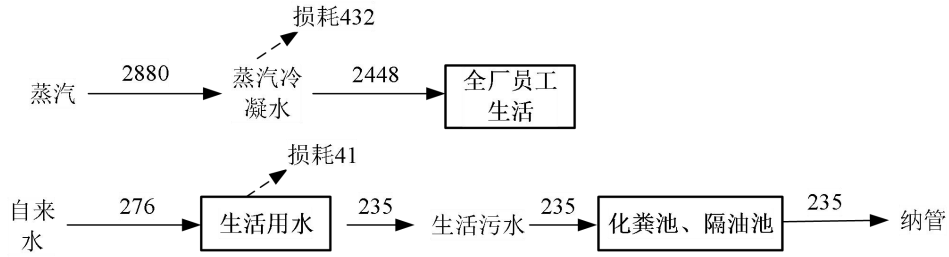 损耗432
2880
2448
蒸汽
蒸汽冷
凝水
全厂员工
生活
损耗41
自来
水
276
生活用水
235
生活污水
235
化粪池、隔油池
235
纳管